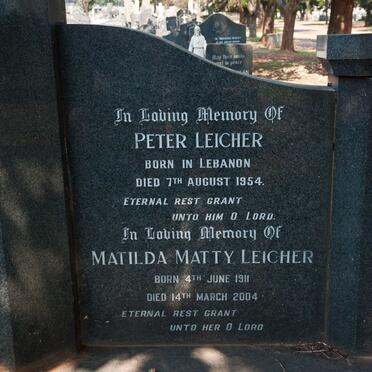 In Loving Memory Of
PETER LEICHER
BORN IN LEBANON
DIED 7TH AUGUST 1954.
ETERNAL REST GRANT
UNTO HIM O LORD.
In Loving Memory Of
MATILDA MATTY LEICHER
BORN 4TH JUNE 1911
DIED 14TH MARCH 2004
ETERNAL REST GRANT
UNTO HER O LORD